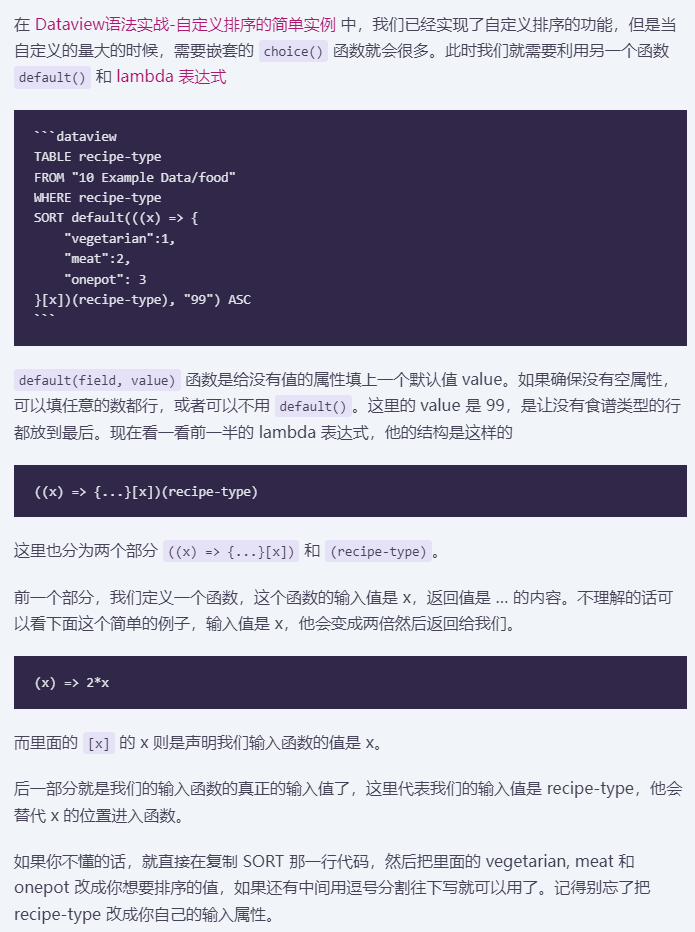 在 Dataview语法实战-自定义排序的简单实例 中，我们已经实现了自定义排序的功能，但是当
自定义的量大的时候，需要嵌套的 choice() 函数就会很多。此时我们就需要利用另一个函数
default() 和 lambda 表达式
```dataview
TABLE recipe-type
FROM "10 Example Data/food"
WHERE recipe-type
SORT default(((x) => {
    "vegetarian":1,
    "meat":2,
    "onepot": 3
}[x])(recipe-type), "99") ASC
```
default(field, value) 函数是给没有值的属性填上一个默认值 value。如果确保没有空属性，
可以填任意的数都行，或者可以不用 default()。这里的 value 是 99，是让没有食谱类型的行
都放到最后。现在看一看前一半的 lambda 表达式，他的结构是这样的
((x) => {...}[x])(recipe-type)
这里也分为两个部分 ((x) => {...}[x]) 和 (recipe-type)。
前一个部分，我们定义一个函数，这个函数的输入值是 x，返回值是 ... 的内容。不理解的话可
以看下面这个简单的例子，输入值是 x，他会变成两倍然后返回给我们。
(x) => 2*x
而里面的 [x] 的 x 则是声明我们输入函数的值是 x。
后一部分就是我们的输入函数的真正的输入值了，这里代表我们的输入值是 recipe-type，他会
替代 x 的位置进入函数。
如果你不懂的话，就直接在复制 SORT 那一行代码，然后把里面的 vegetarian, meat 和
onepot 改成你想要排序的值，如果还有中间用逗号分割往下写就可以用了。记得别忘了把
recipe-type 改成你自己的输入属性。